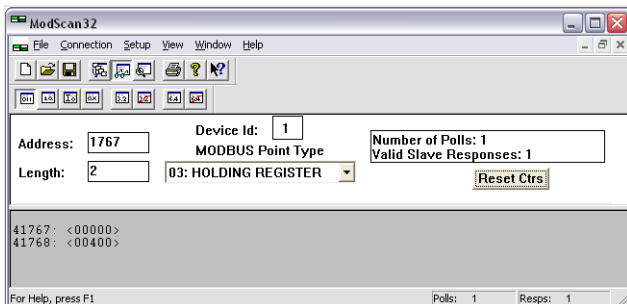 ModScan32
File Connection Setup View Window Help
Address: 1767
Device Id: 1
MODBUS Point Type
Length: 2
03: HOLDING REGISTER
Number of Polls: 1
Valid Slave Responses: 1
Reset Ctrs
41767: <00000>
41768: <00400>
For Help, press F1
Polls: 1
Resps: 1